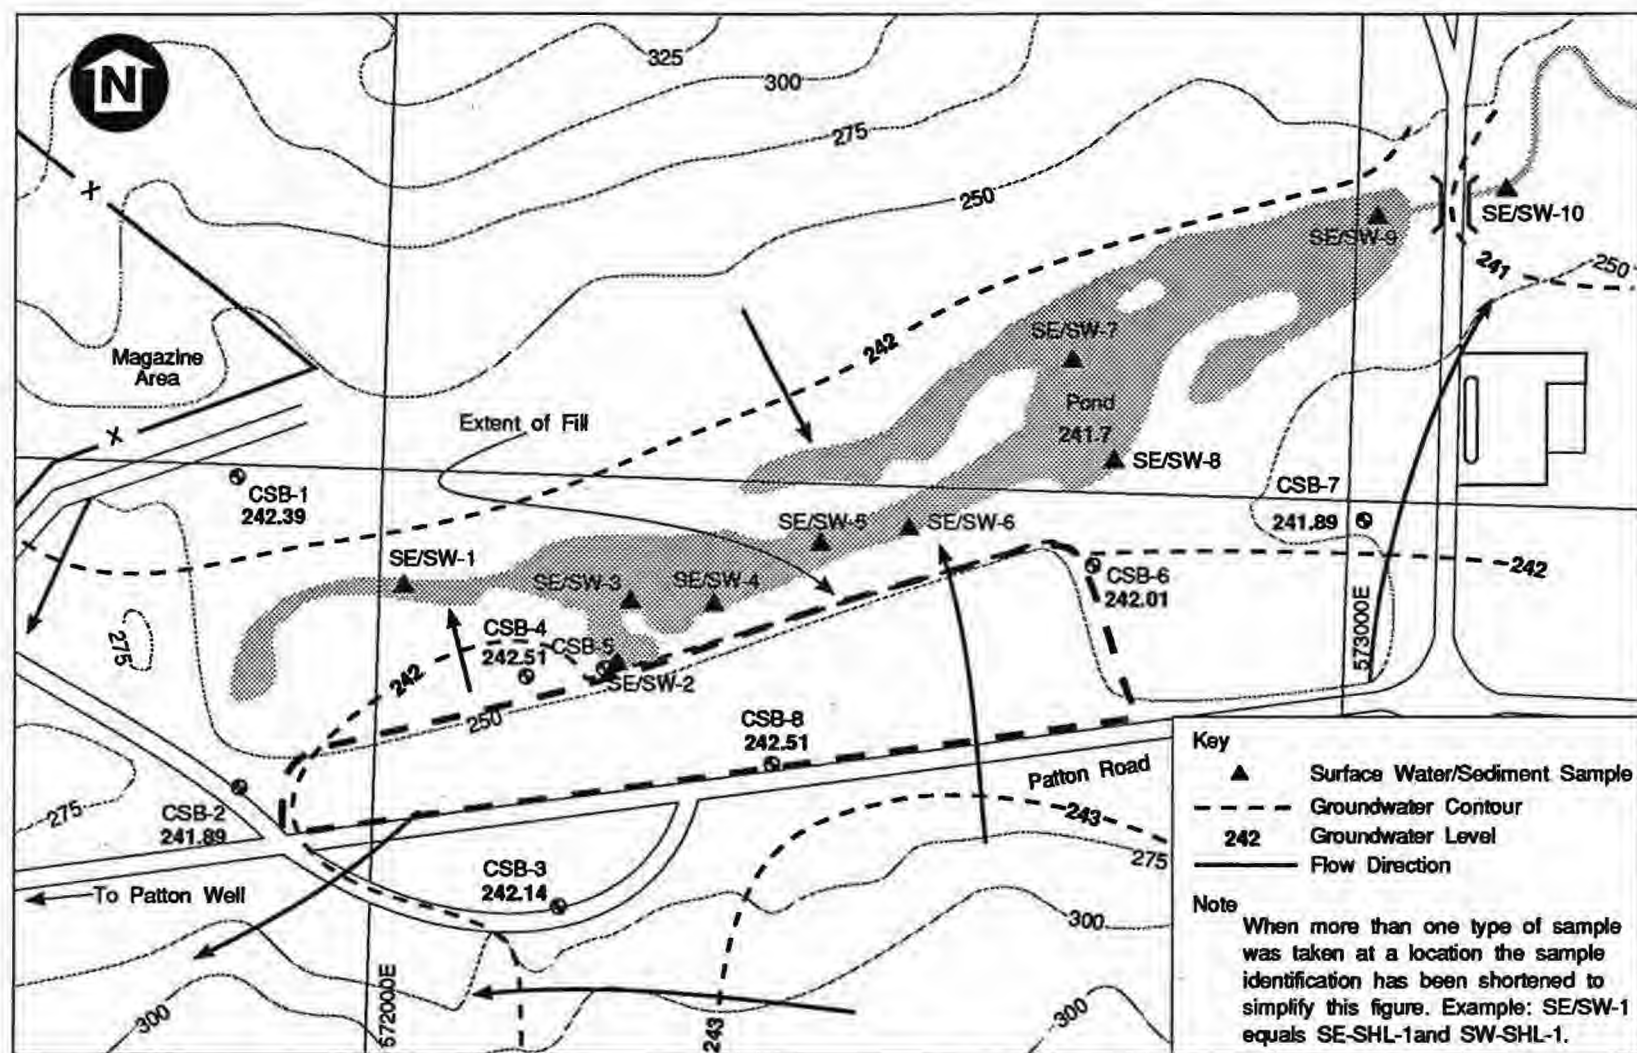 N
325
300
275
250
SE/SW-10
SE/SW-9
241
250
242
SE/SW-7
Magazine
Area
Pond
241.7
Extent of Fill
SE/SW-8
X
X
CSB-1
242.39
CSB-7
241.89
SE/SW-5
SE/SW-6
SE/SW-1
SE/SW-3
SE/SW-4
CSB-6
242.01
242
CSB-4
242.51
CSB-5
SE/SW-2
275
242
250
573000E
CSB-8
242.51
Patton Road
243
275
CSB-2
241.89
275
CSB-3
242.14
To Patton Well
300
300
572000E
243
300
Key
Surface Water/Sediment Sample
Groundwater Contour
242 Groundwater Level
Flow Direction
Note
When more than one type of sample
was taken at a location the sample
identification has been shortened to
simplify this figure. Example: SE/SW-1
equals SE-SHL-1and SW-SHL-1.